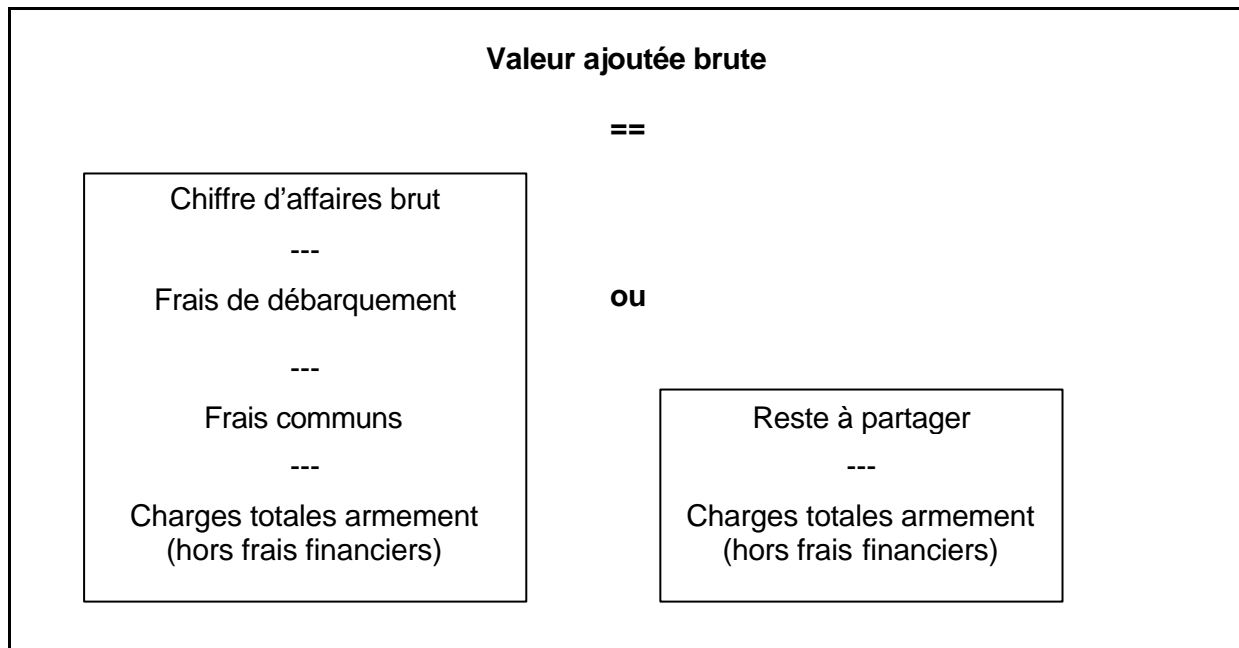 Valeur ajoutée brute
==
Chiffre d'affaires brut
---
Frais de débarquement
---
Frais communs
---
Charges totales armement
(hors frais financiers)
ou
Reste à partager
---
Charges totales armement
(hors frais financiers)